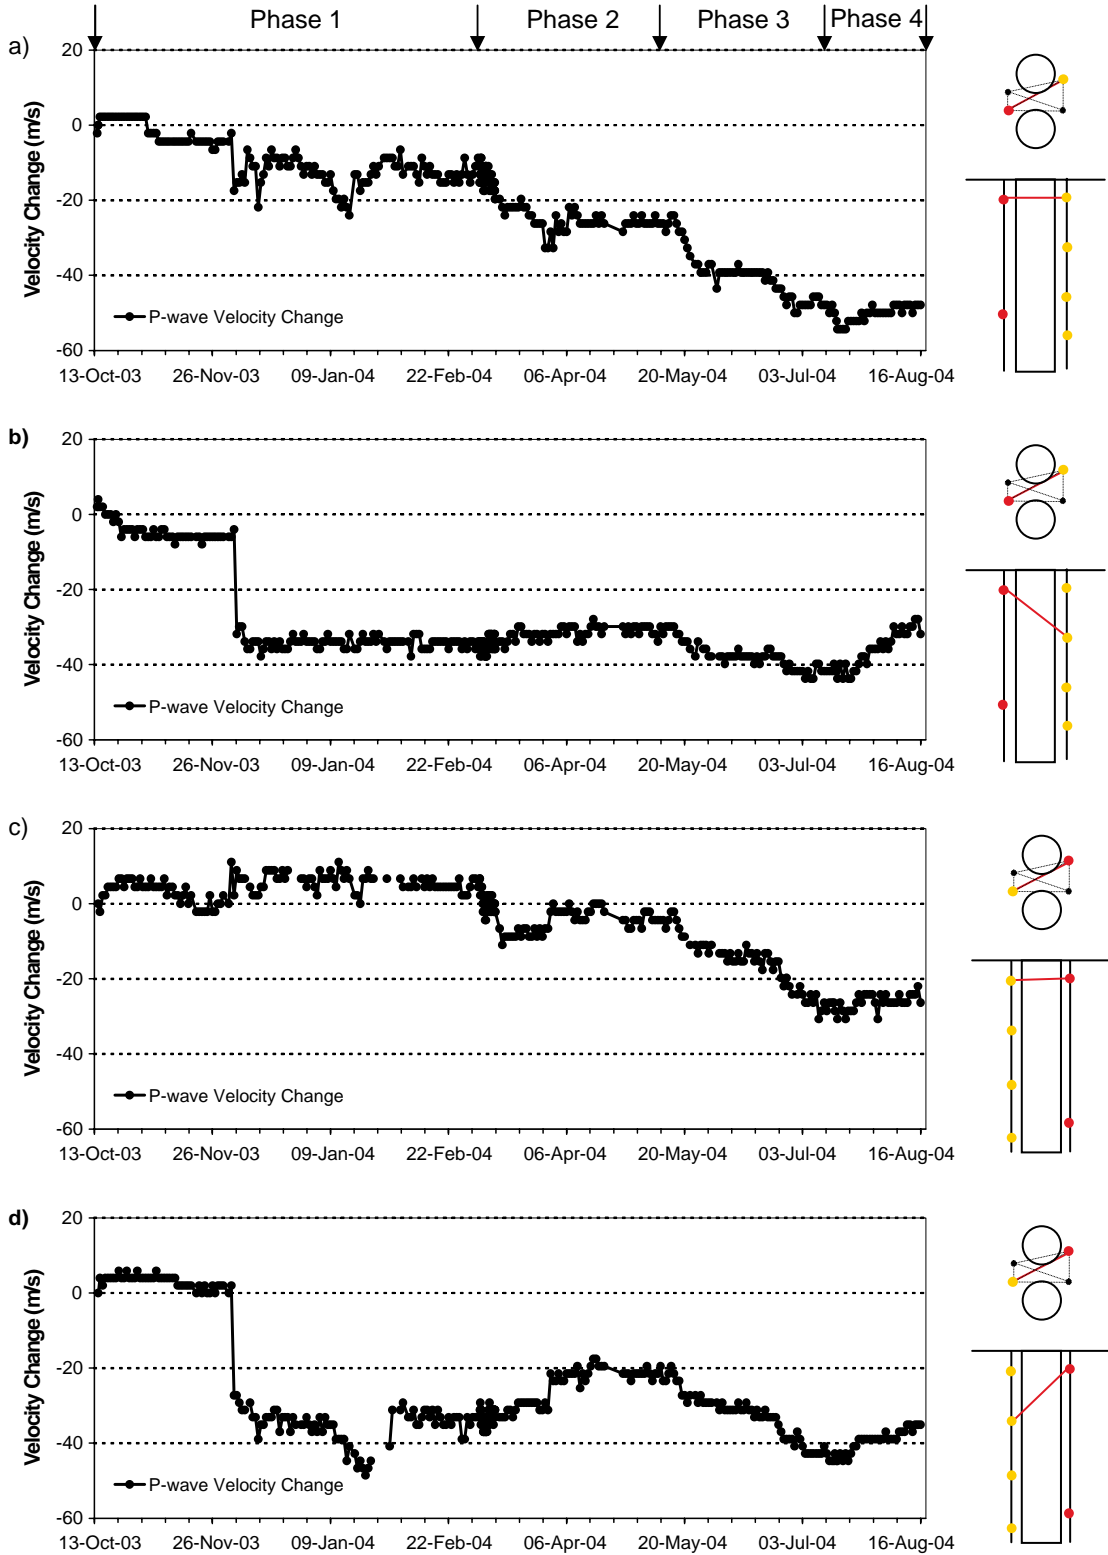 Phase 1 Phase 2 Phase 3 Phase 4
a)
20
0
-20
-40
-60
Velocity Change (m/s)
P-wave Velocity Change
13-Oct-03 26-Nov-03 09-Jan-04 22-Feb-04 06-Apr-04 20-May-04 03-Jul-04 16-Aug-04
b)
20
0
-20
-40
-60
Velocity Change (m/s)
P-wave Velocity Change
13-Oct-03 26-Nov-03 09-Jan-04 22-Feb-04 06-Apr-04 20-May-04 03-Jul-04 16-Aug-04
c)
20
0
-20
-40
-60
Velocity Change (m/s)
P-wave Velocity Change
13-Oct-03 26-Nov-03 09-Jan-04 22-Feb-04 06-Apr-04 20-May-04 03-Jul-04 16-Aug-04
d)
20
0
-20
-40
-60
Velocity Change (m/s)
P-wave Velocity Change
13-Oct-03 26-Nov-03 09-Jan-04 22-Feb-04 06-Apr-04 20-May-04 03-Jul-04 16-Aug-04